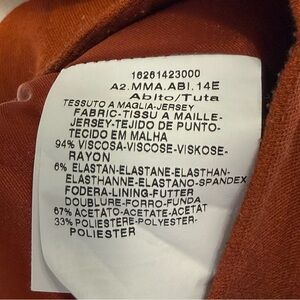 16261423000
A2.MMA.ABI.14E
Abito/Tuta
TESSUTO A MAGLIA-JERSEY
FABRIC-TISSU A MAILLE-
JERSEY-TEJIDO DE PUNTO-
TECIDO EM MALHA
94% VISCOSA-VISCOSE-VISKOSE-
RAYON
6% ELASTAN-ELASTANE-ELASTHAN-
ELASTHANNE-ELASTANO-SPANDEX
FODERA-LINING-FUTTER
DOUBLURE-FORRO-FUNDA
67% ACETATO-ACETATE-ACETAT
33% POLIESTERE-POLYESTER-
POLIESTER